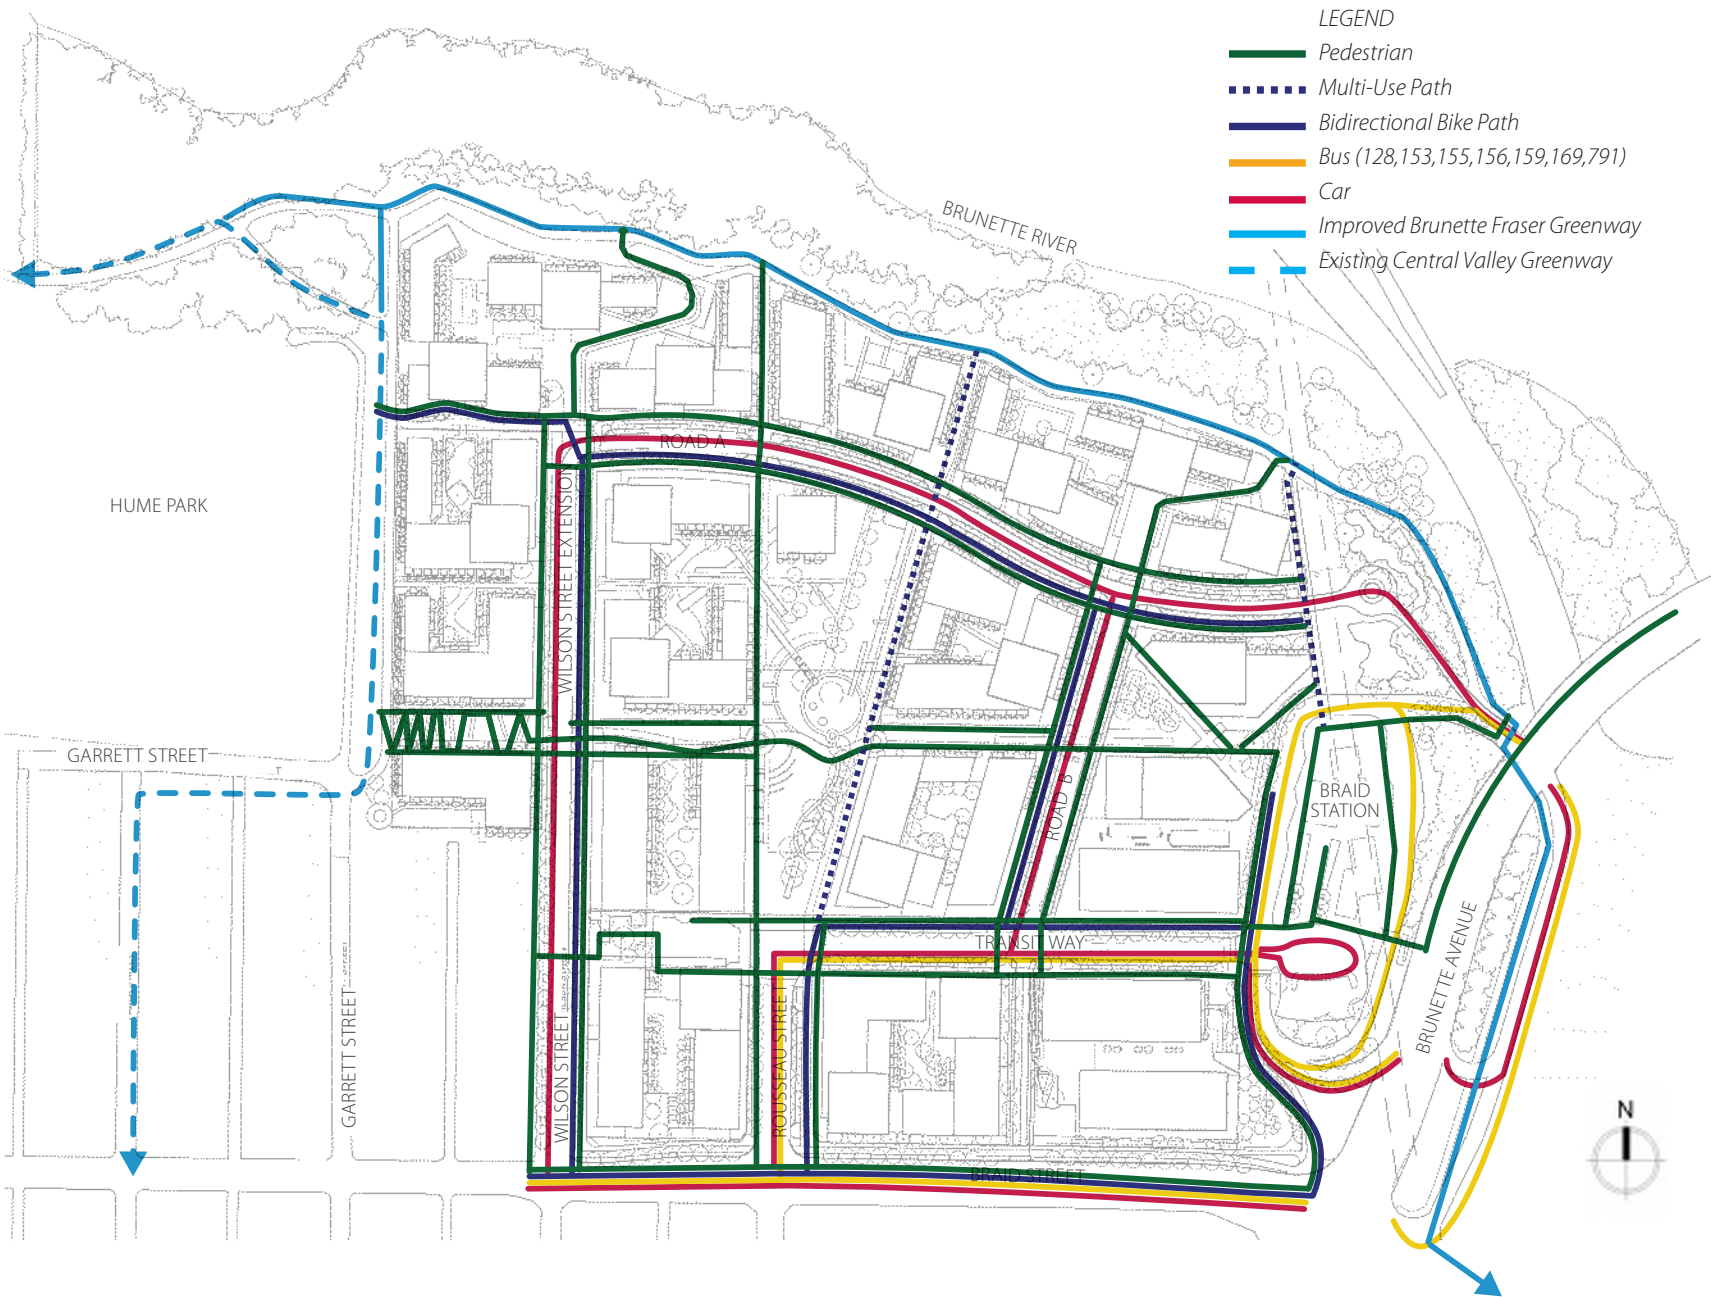 LEGEND
Pedestrian
Multi-Use Path
Bidirectional Bike Path
Bus (128,153,155,156,159,169,791)
Car
Improved Brunette Fraser Greenway
Existing Central Valley Greenway
BRUNETTE RIVER
ROAD A
HUME PARK
WILSON STREET EXTENSION
GARRETT STREET
BRAID
STATION
ROAD B
TRANSIT WAY
BRUNETTE AVENUE
GARRETT STREET
WILSON STREET
ROUSSEAU STREET
BRAID STREET
N